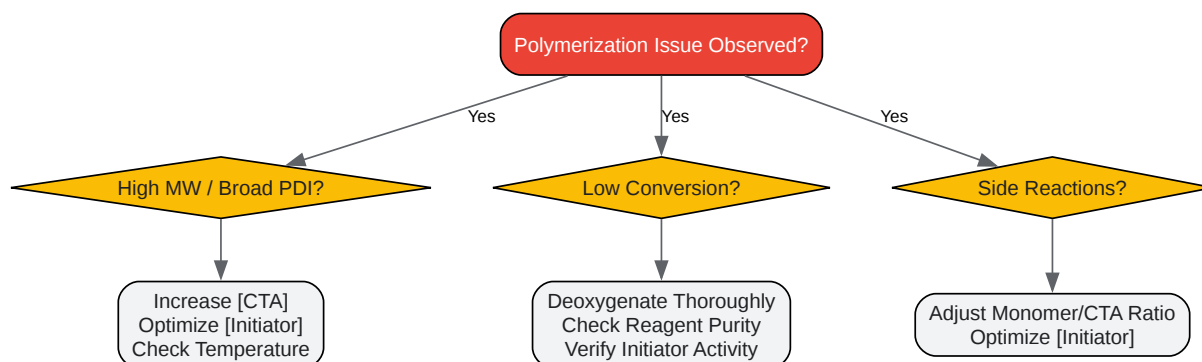 Polymerization Issue Observed?
Yes
Yes
Yes
High MW / Broad PDI?
Low Conversion?
Side Reactions?
Increase [CTA]
Optimize [Initiator]
Check Temperature
Deoxygenate Thoroughly
Check Reagent Purity
Verify Initiator Activity
Adjust Monomer/CTA Ratio
Optimize [Initiator]